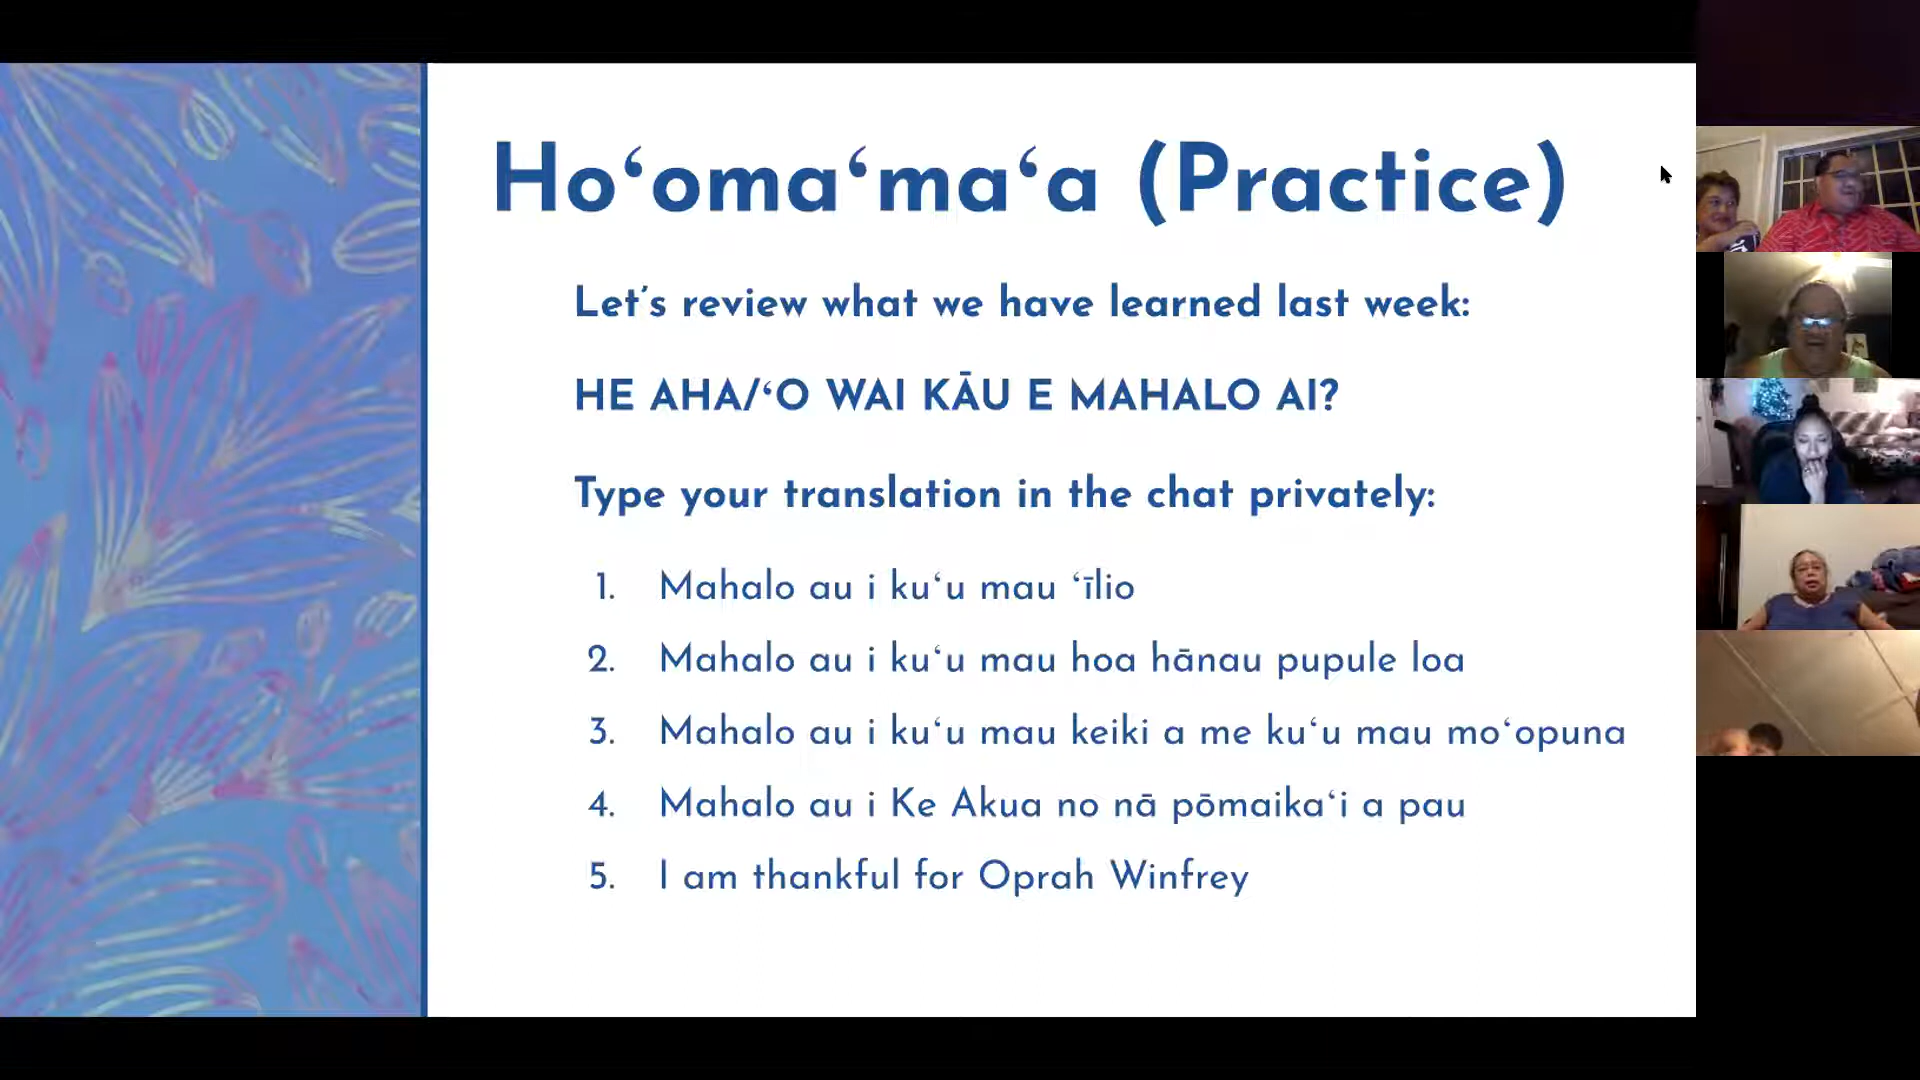 Hoʻomaʻmaʻa (Practice)
Let’s review what we have learned last week:
HE AHA/ʻO WAI KĀU E MAHALO AI?
Type your translation in the chat privately:
1. Mahalo au i kuʻu mau ʻīlio
2. Mahalo au i kuʻu mau hoa hānau pupule loa
3. Mahalo au i kuʻu mau keiki a me kuʻu mau moʻopuna
4. Mahalo au i Ke Akua no nā pōmaikaʻi a pau
5. I am thankful for Oprah Winfrey